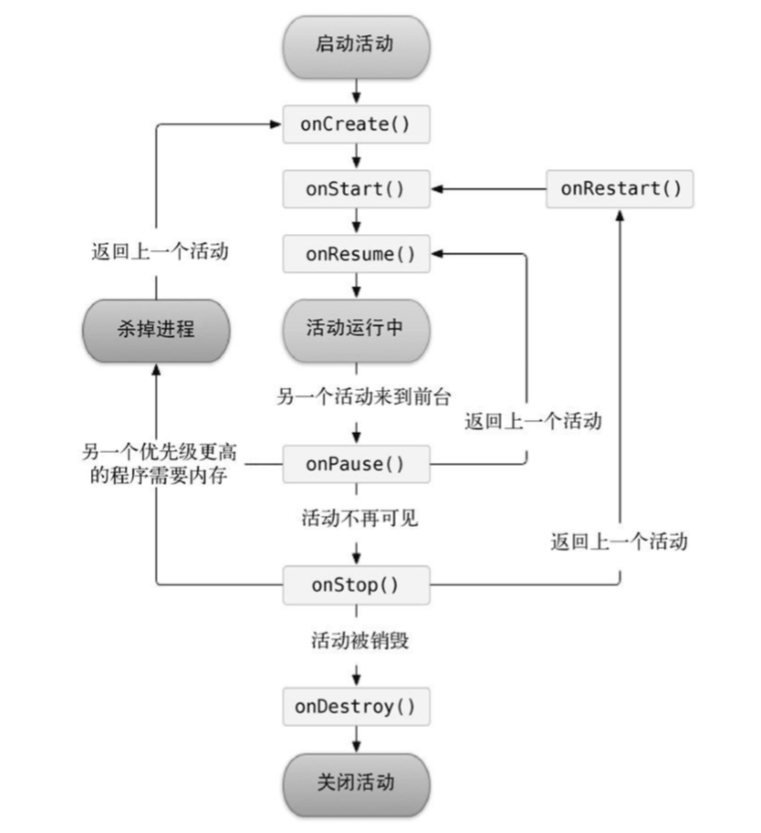 启动活动
onCreate()
onStart()
onRestart()
返回上一个活动
onResume()
杀掉进程
活动运行中
另一个活动来到前台
返回上一个活动
另一个优先级更高
的程序需要内存
onPause()
活动不再可见
返回上一个活动
onStop()
活动被销毁
onDestroy()
关闭活动